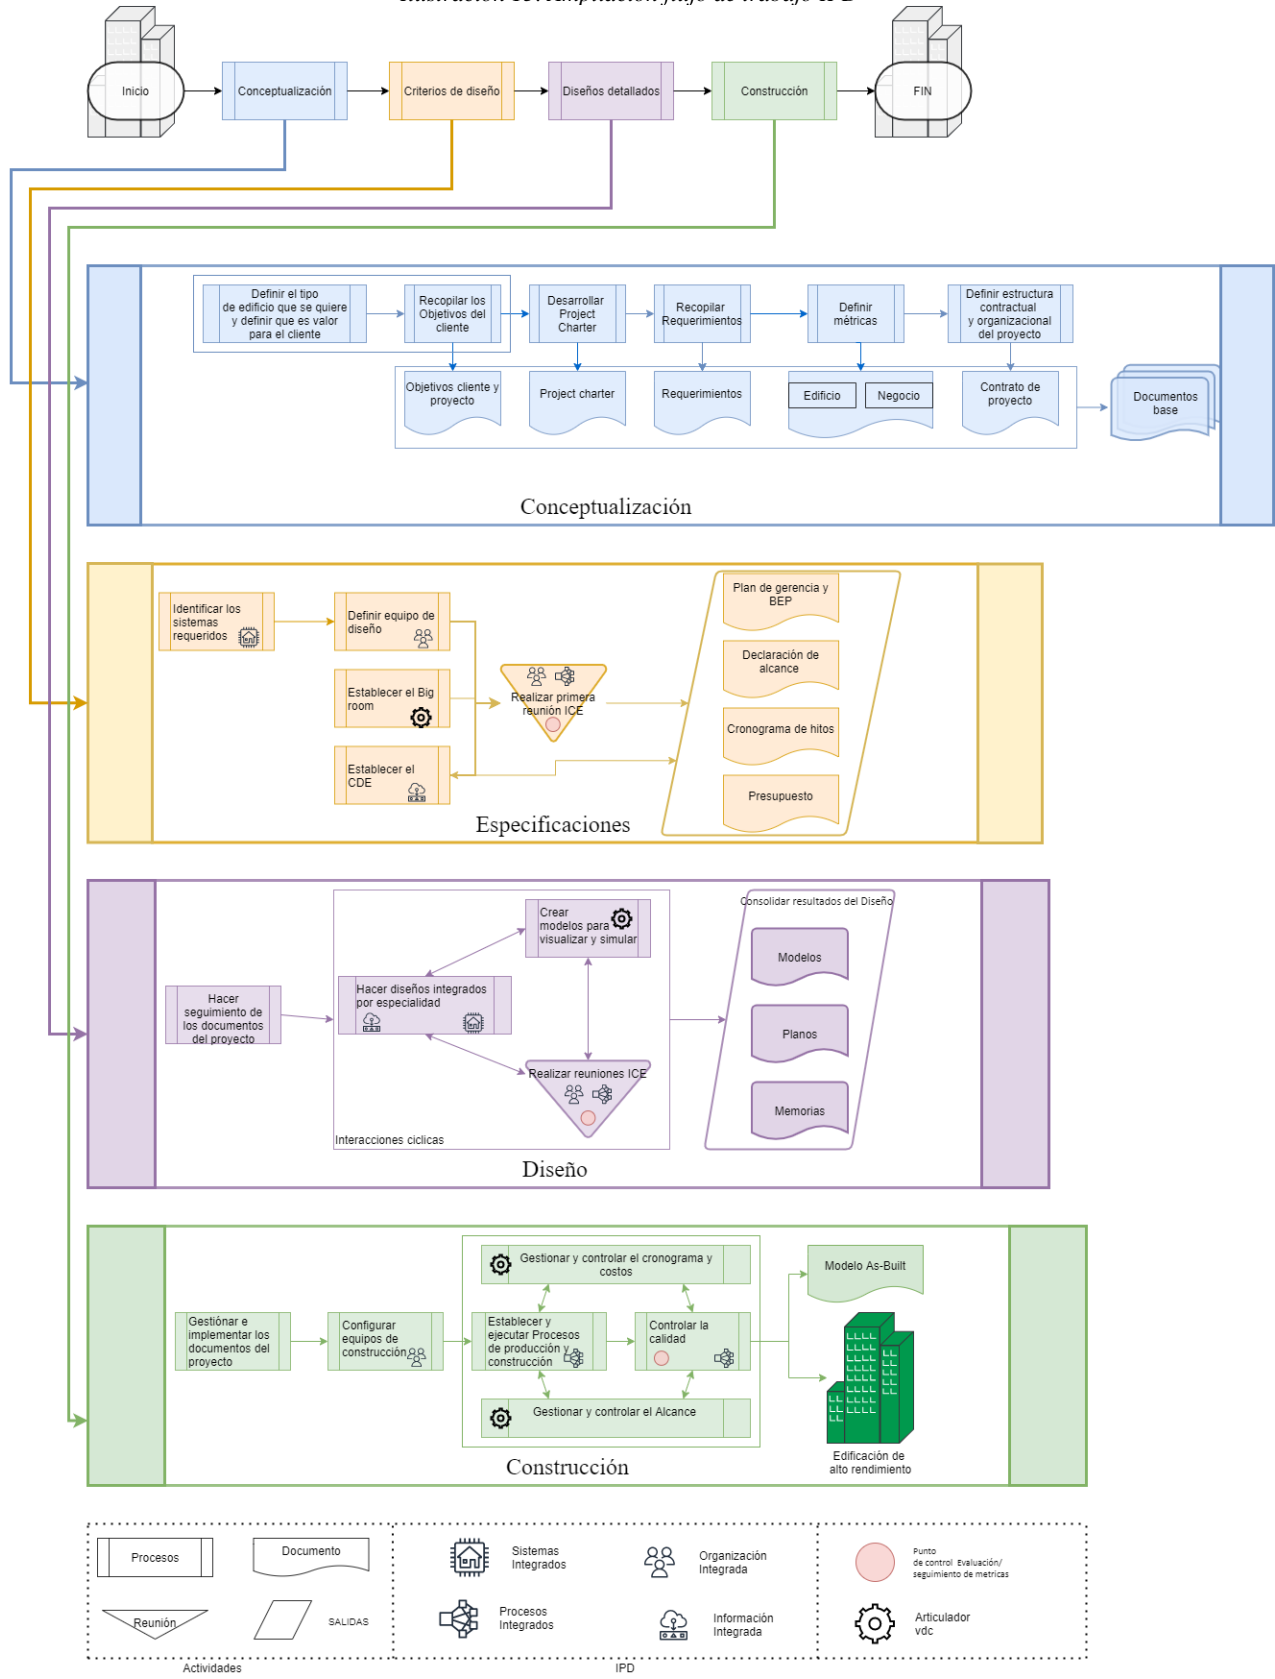 Ilustración 13. Ampliación flujo de trabajo IPD
Inicio
Conceptualización
Criterios de diseño
Diseños detallados
Construcción
FIN
Definir el tipo
de edificio que se quiere
y definir que es valor
para el cliente
Recopilar los
Objetivos del
cliente
Desarrollar
Project
Charter
Recopilar
Requerimientos
Definir
métricas
Definir estructura
contractual
y organizacional
del proyecto
Objetivos cliente y
proyecto
Project charter
Requerimientos
Edificio
Negocio
Contrato de
proyecto
Documentos
base
Conceptualización
Identificar los
sistemas
requeridos
Definir equipo de
diseño
Establecer el Big
room
Establecer el
CDE
Realizar primera
reunión ICE
Plan de gerencia y
BEP
Declaración de
alcance
Cronograma de hitos
Presupuesto
Especificaciones
Hacer
seguimiento de
los documentos
del proyecto
Crear
modelos para
visualizar y simular
Hacer diseños integrados
por especialidad
Realizar reuniones ICE
Interacciones ciclicas
Consolidar resultados del Diseño
Modelos
Planos
Memorias
Diseño
Gestiónar e
implementar los
documentos del
proyecto
Configurar
equipos de
construcción
Gestionar y controlar el cronograma y
costos
Establecer y
ejecutar Procesos
de producción y
construcción
Controlar la
calidad
Gestionar y controlar el Alcance
Modelo As-Built
Edificación de
alto rendimiento
Construcción
Procesos
Documento
Reunión
SALIDAS
Actividades
Sistemas
Integrados
Organización
Integrada
Procesos
Integrados
Información
Integrada
IPD
Punto
de control Evaluación/
seguimiento de metricas
Articulador
vdc